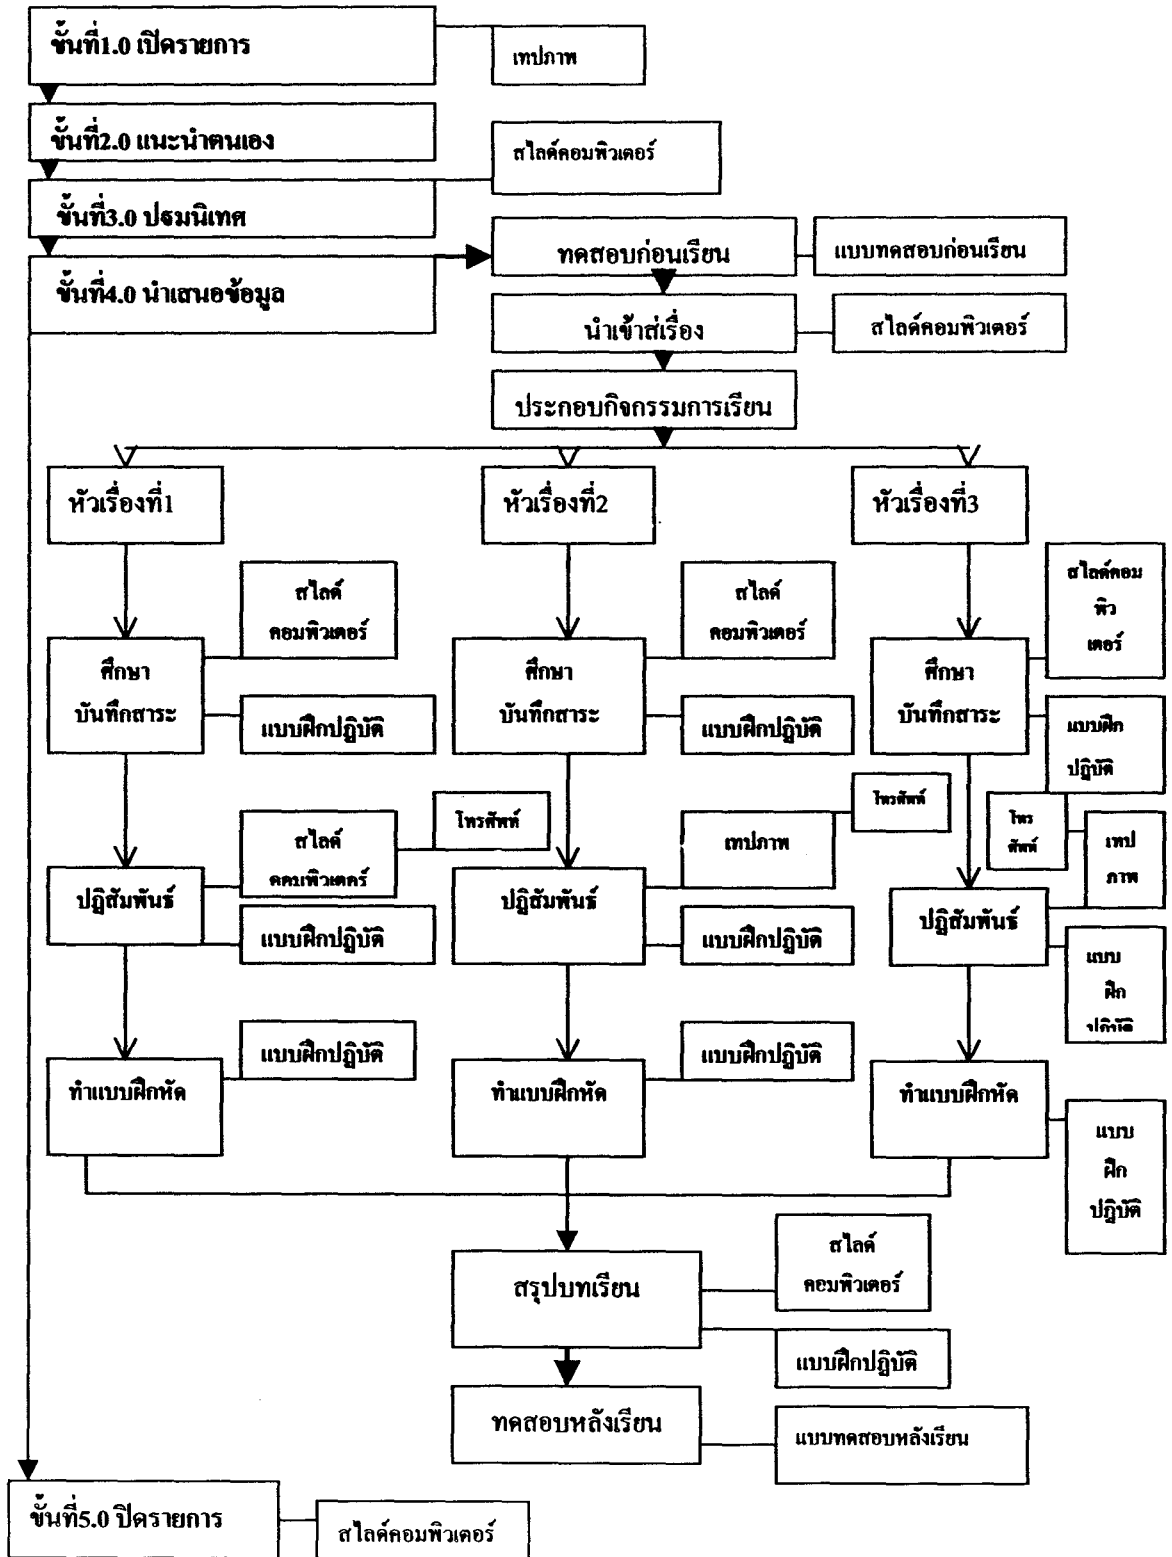 ขั้นที่1.0 เปิดรายการ
เทปภาพ
ขั้นที่2.0 แนะนำตนเอง
สไลด์คอมพิวเตอร์
ขั้นที่3.0 ปฐมนิเทศ
ทดสอบก่อนเรียน
แบบทดสอบก่อนเรียน
ขั้นที่4.0 นำเสนอข้อมูล
นำเข้าสู่เรื่อง
สไลด์คอมพิวเตอร์
ประกอบกิจกรรมการเรียน
หัวเรื่องที่1
หัวเรื่องที่2
หัวเรื่องที่3
สไลด์
คอมพิวเตอร์
ศึกษา
บันทึกสาระ
แบบฝึกปฏิบัติ
สไลด์
คอมพิวเตอร์
ศึกษา
บันทึกสาระ
แบบฝึกปฏิบัติ
สไลด์คอม
พิว
เตอร์
ศึกษา
บันทึกสาระ
แบบฝึก
ปฏิบัติ
โทรศัพท์
สไลด์
คอมพิวเตอร์
ปฏิสัมพันธ์
แบบฝึกปฏิบัติ
โทรศัพท์
เทปภาพ
ปฏิสัมพันธ์
แบบฝึกปฏิบัติ
โทร
ศัพท์
เทป
ภาพ
ปฏิสัมพันธ์
แบบ
ฝึก
ปฏิบัติ
แบบฝึกปฏิบัติ
ทำแบบฝึกหัด
แบบฝึกปฏิบัติ
ทำแบบฝึกหัด
ทำแบบฝึกหัด
แบบ
ฝึก
ปฏิบัติ
สไลด์
คอมพิวเตอร์
สรุปบทเรียน
แบบฝึกปฏิบัติ
ทดสอบหลังเรียน
แบบทดสอบหลังเรียน
ขั้นที่5.0 ปิดรายการ
สไลด์คอมพิวเตอร์